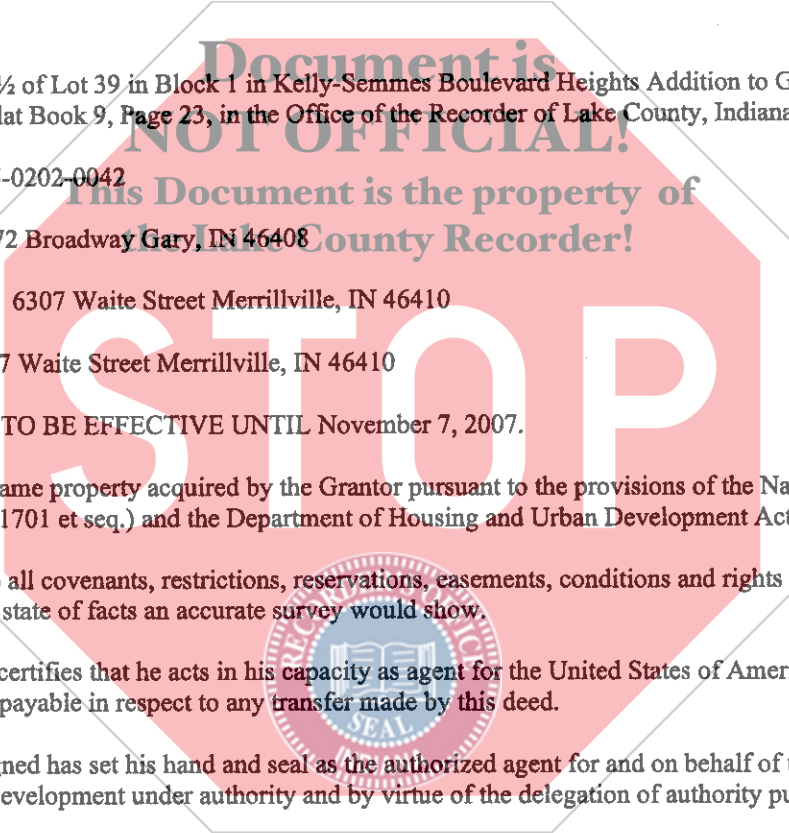 Document is
½ of Lot 39 in Block 1 in Kelly-Semmes Boulevard Heights Addition to G
lat Book 9, Page 23, in the Office of the Recorder of Lake County, Indiana
NOT OFFICIAL!
-0202-0042
This Document is the property of
72 Broadway Gary, IN 46408
the Lake County Recorder!
6307 Waite Street Merrillville, IN 46410
7 Waite Street Merrillville, IN 46410
STOP
TO BE EFFECTIVE UNTIL November 7, 2007.
ame property acquired by the Grantor pursuant to the provisions of the Na
1701 et seq.) and the Department of Housing and Urban Development Act
all covenants, restrictions, reservations, easements, conditions and rights
state of facts an accurate survey would show.
certifies that he acts in his capacity as agent for the United States of Ameri
payable in respect to any transfer made by this deed.
SEAL
ned has set his hand and seal as the authorized agent for and on behalf of t
evelopment under authority and by virtue of the delegation of authority pu